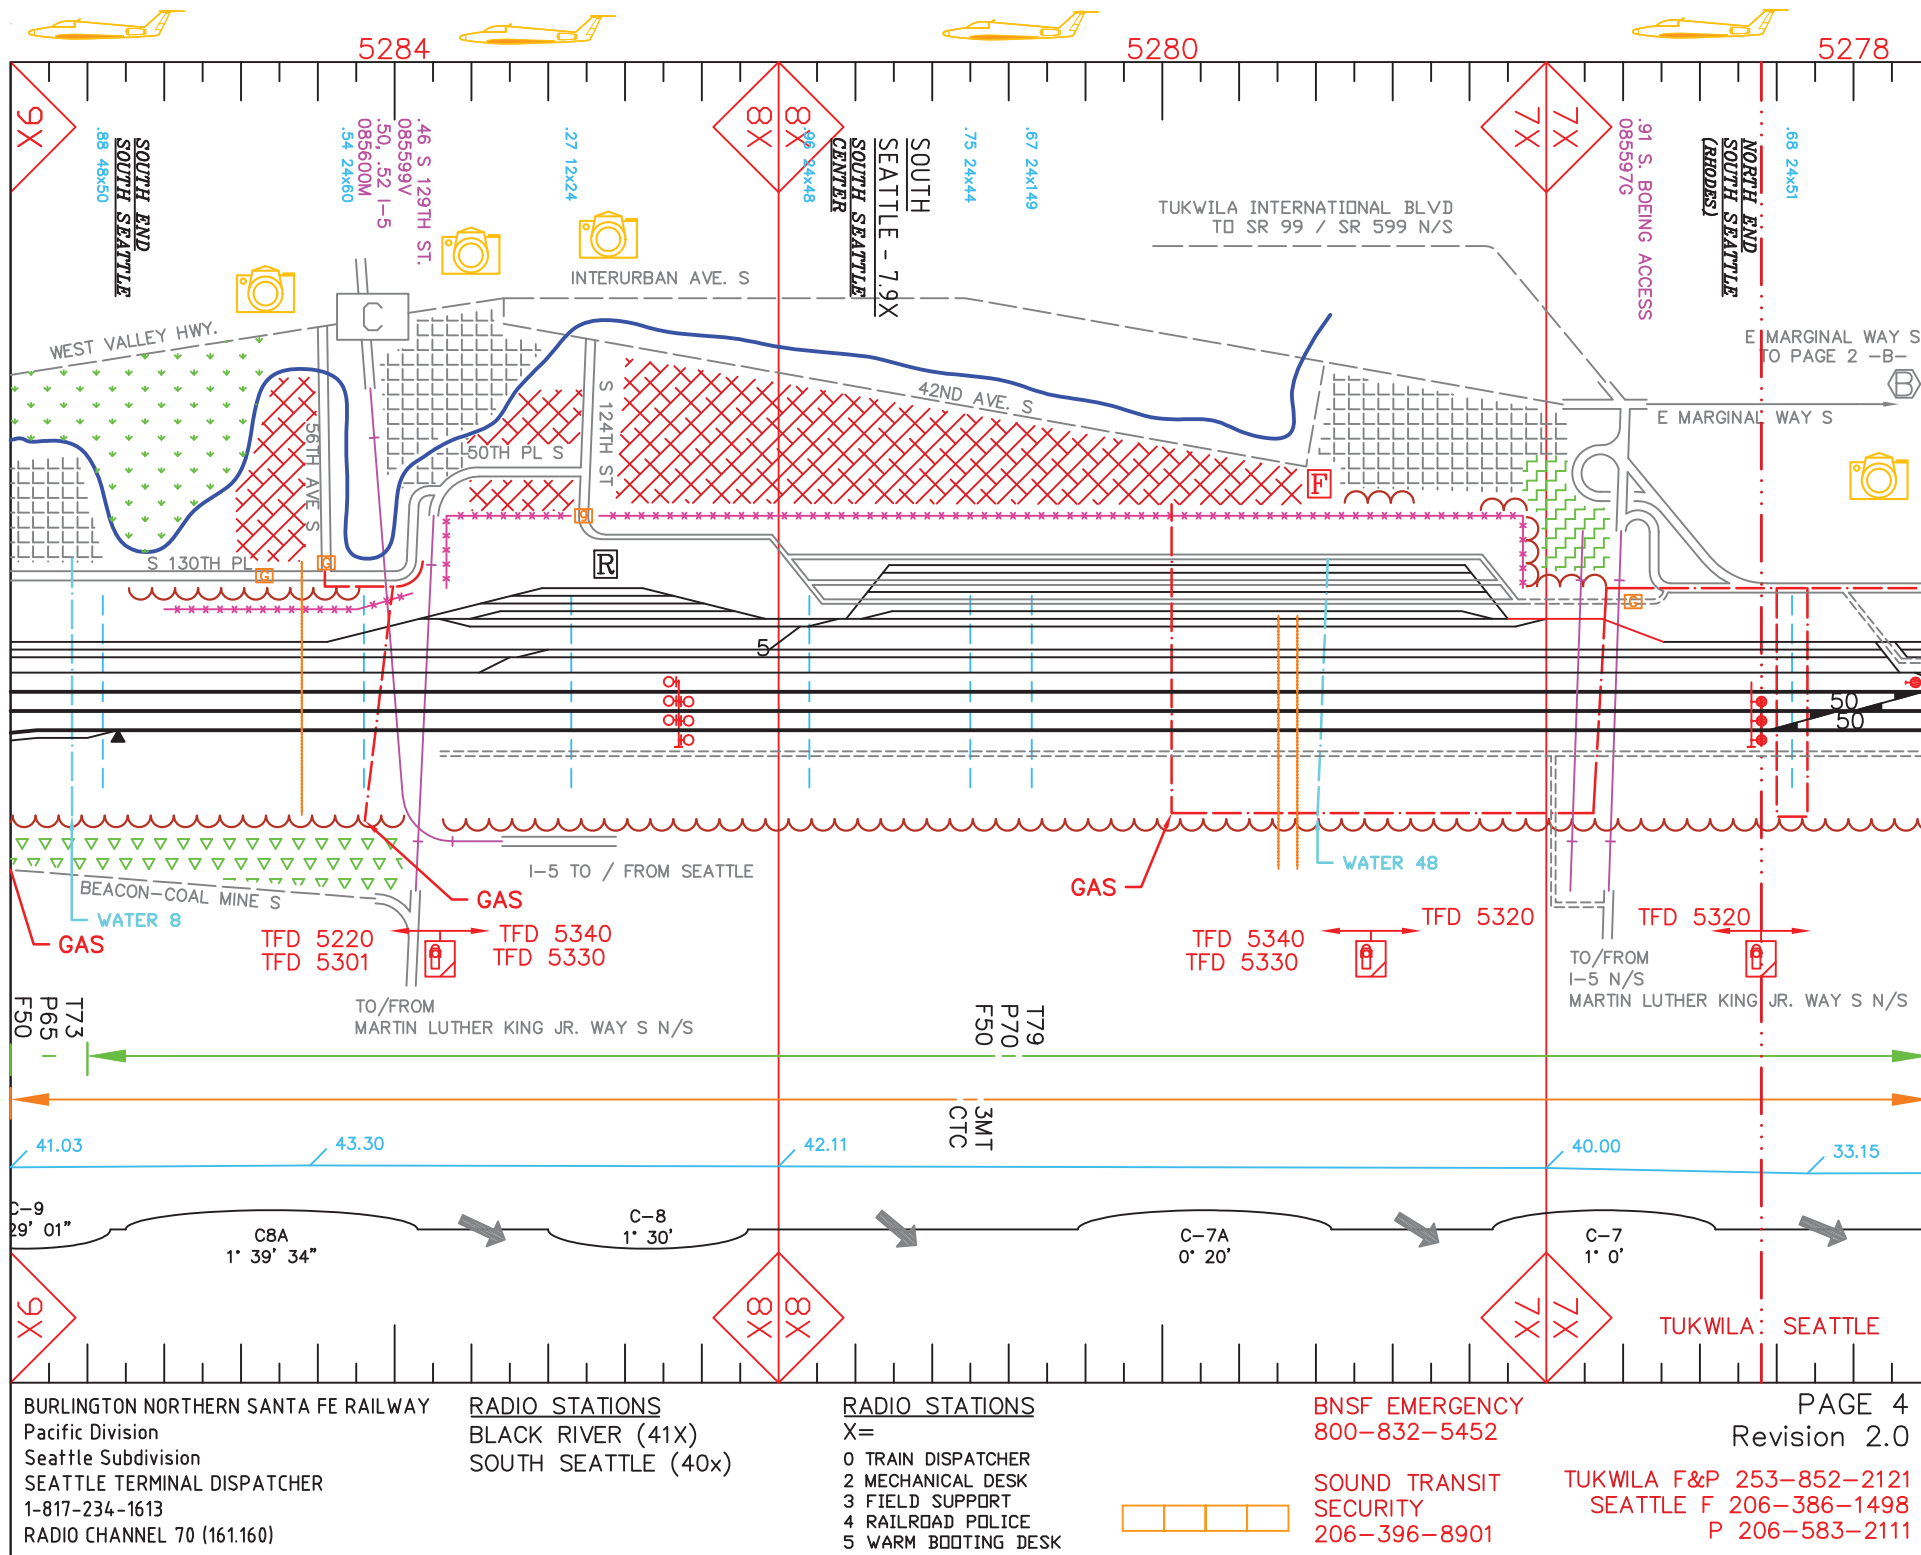 5284
5280
5278
9X
8X
8X
7X
7X
.88 48x50
SOUTH END
SOUTH SEATTLE
.54 24x60
.46 S 129TH ST.
085599V
.50, .52 I-5
085600M
.27 12x24
.96 24x48
SOUTH
SEATTLE - 7.9X
SOUTH SEATTLE
CENTER
.75 24x44
.67 24x149
TUKWILA INTERNATIONAL BLVD
TO SR 99 / SR 599 N/S
.91 S. BOEING ACCESS
085597G
NORTH END
SOUTH SEATTLE
(RHODES)
.68 24x51
INTERURBAN AVE. S
WEST VALLEY HWY.
C
E MARGINAL WAY S
TO PAGE 2 -B-
B
E MARGINAL WAY S
42ND AVE. S
S 124TH ST
50TH PL S
56TH AVE S
F
S 130TH PL
G
G
G
G
R
5
50
50
I-5 TO / FROM SEATTLE
WATER 48
BEACON-COAL MINE S
WATER 8
GAS
GAS
GAS
TFD 5220
TFD 5301
TFD 5340
TFD 5330
TFD 5340
TFD 5330
TFD 5320
TFD 5320
TO/FROM
MARTIN LUTHER KING JR. WAY S N/S
TO/FROM
I-5 N/S
MARTIN LUTHER KING JR. WAY S N/S
T73
P65
F50
T79
P70
F50
3MT
CTC
41.03
43.30
42.11
40.00
33.15
C-9
29' 01"
C8A
1° 39' 34"
C-8
1° 30'
C-7A
0° 20'
C-7
1° 0'
9X
8X
8X
7X
7X
TUKWILA
SEATTLE
BURLINGTON NORTHERN SANTA FE RAILWAY
Pacific Division
Seattle Subdivision
SEATTLE TERMINAL DISPATCHER
1-817-234-1613
RADIO CHANNEL 70 (161.160)
RADIO STATIONS
BLACK RIVER (41X)
SOUTH SEATTLE (40x)
RADIO STATIONS
X=
0 TRAIN DISPATCHER
2 MECHANICAL DESK
3 FIELD SUPPORT
4 RAILROAD POLICE
5 WARM BOOTING DESK
BNSF EMERGENCY
800-832-5452
SOUND TRANSIT
SECURITY
206-396-8901
PAGE 4
Revision 2.0
TUKWILA F&P 253-852-2121
SEATTLE F 206-386-1498
P 206-583-2111